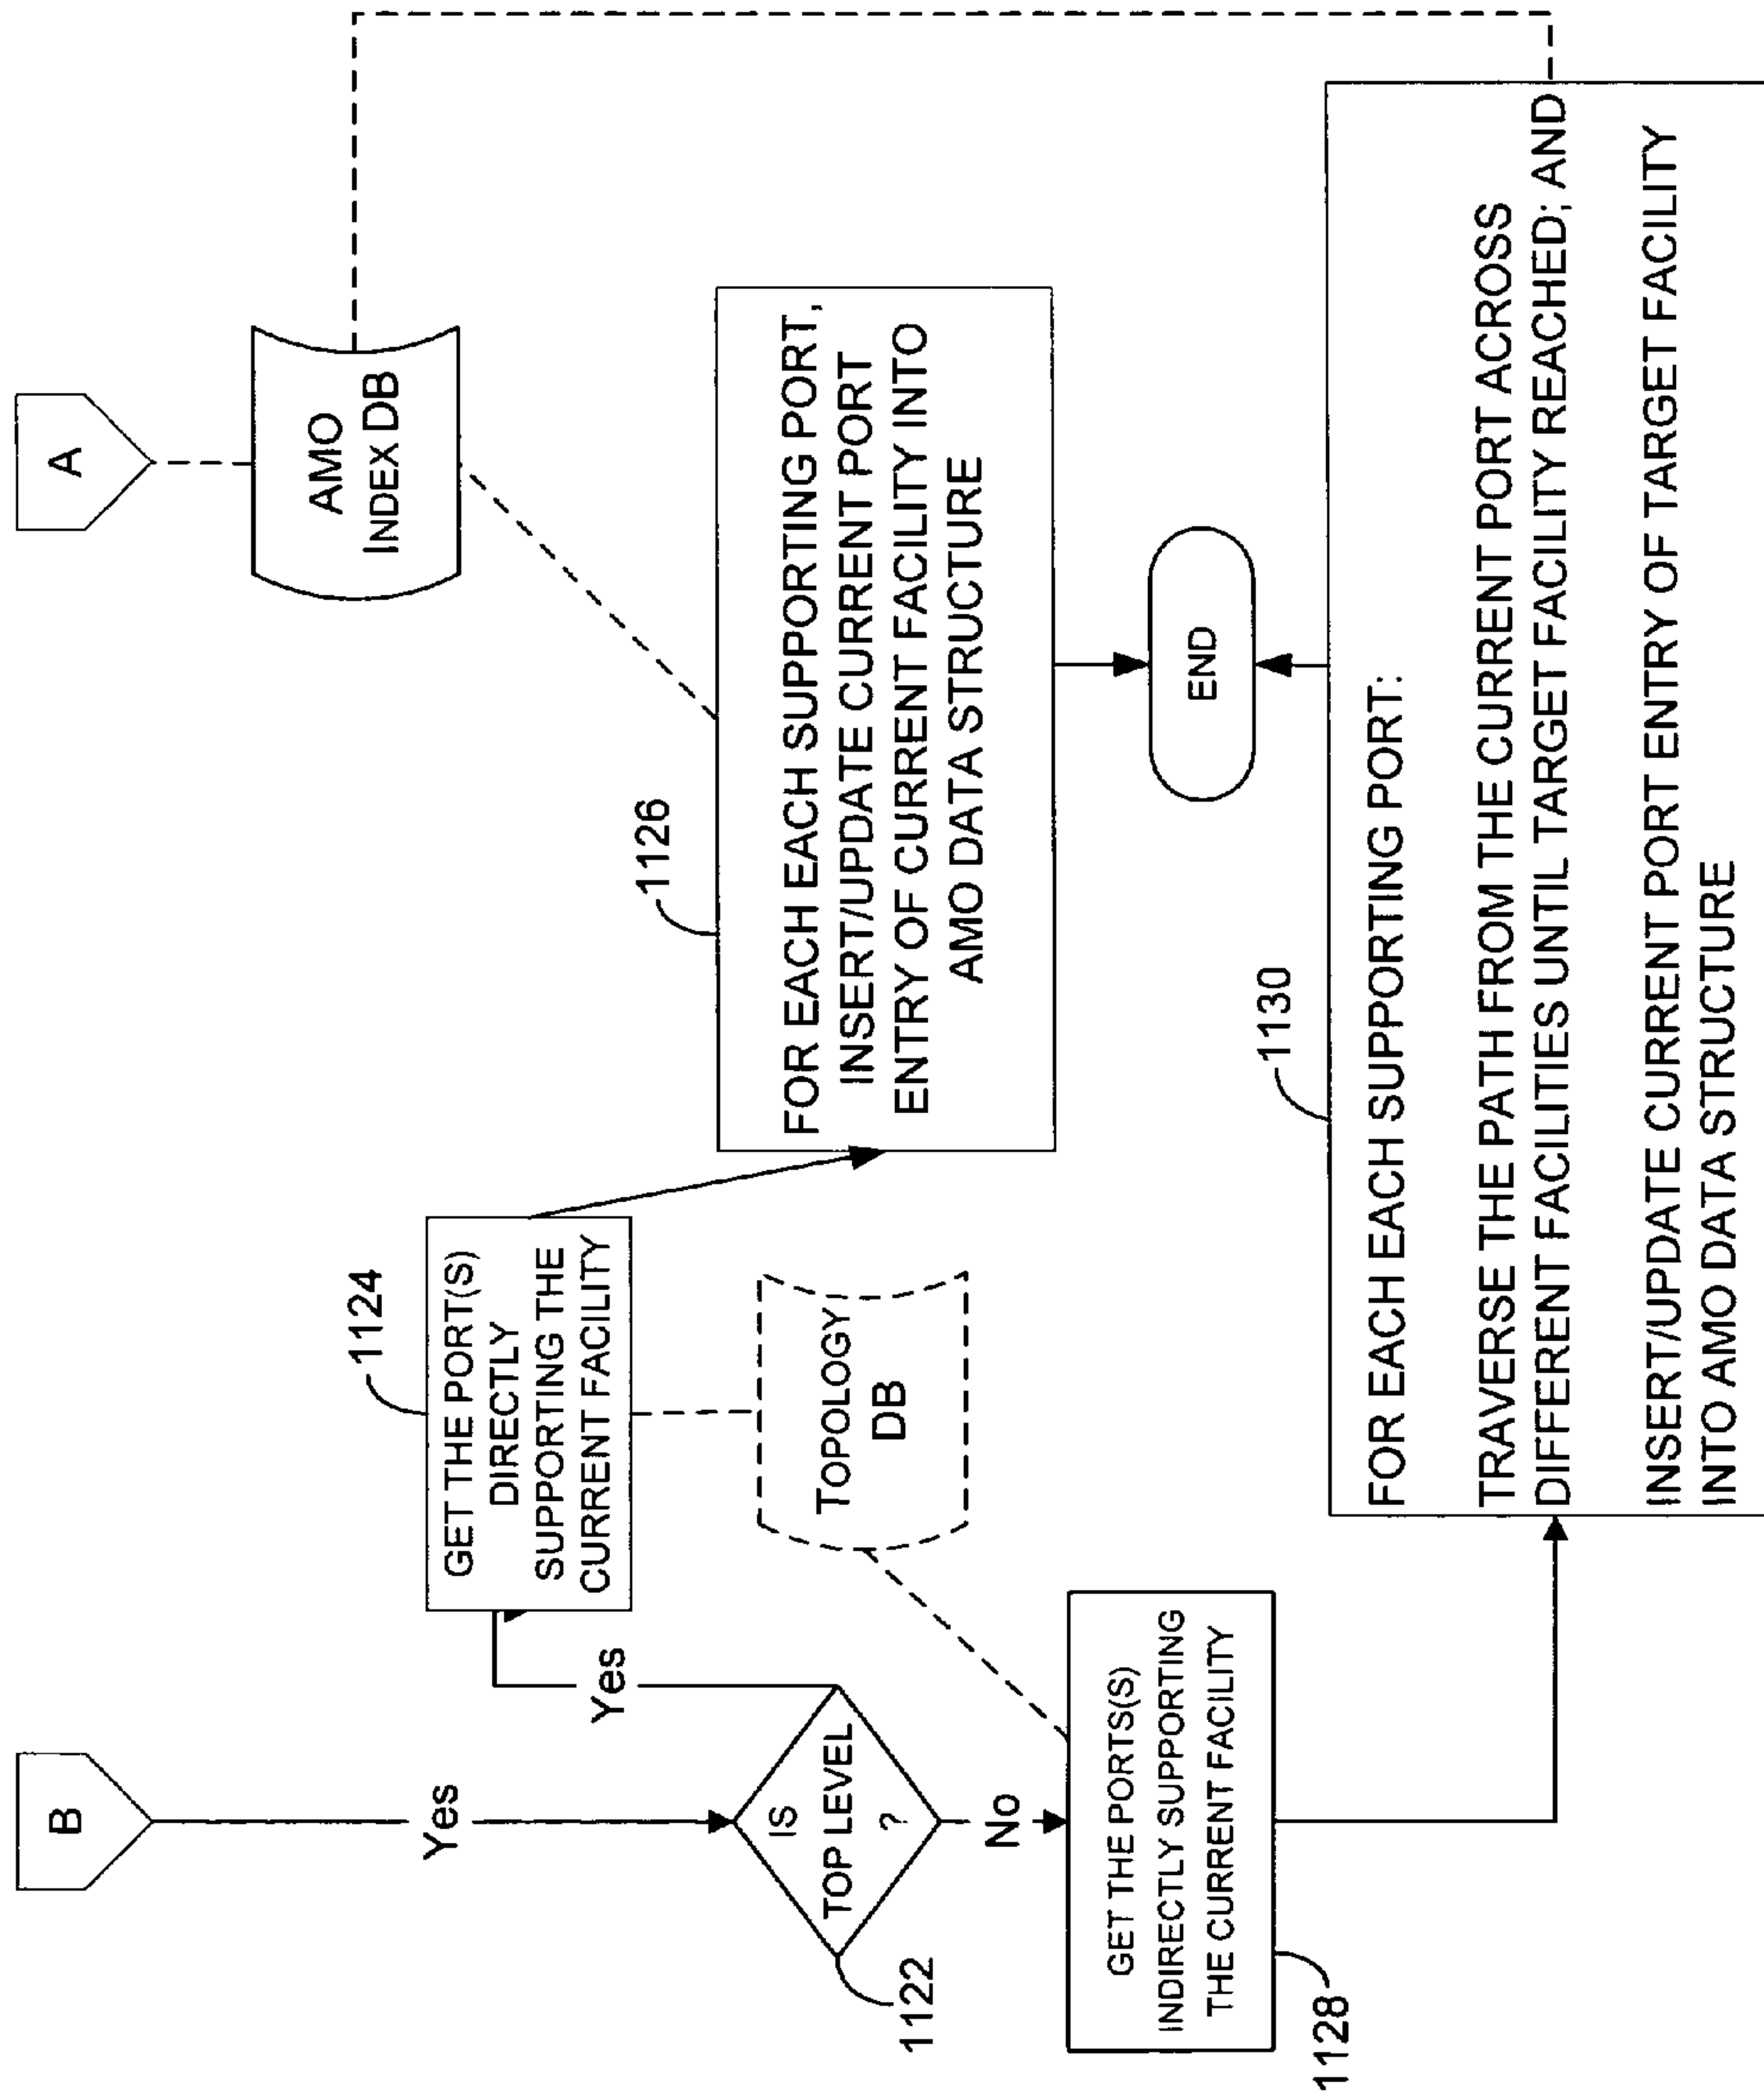 B
A
Yes
AMO
INDEX DB
1124
GET THE PORT(S)
DIRECTLY
SUPPORTING THE
CURRENT FACILITY
Yes
IS
TOP LEVEL
?
1122
TOPOLOGY
DB
1126
FOR EACH EACH SUPPORTING PORT,
INSERT/UPDATE CURRENT PORT
ENTRY OF CURRENT FACILITY INTO
AMO DATA STRUCTURE
No
GET THE PORTS(S)
INDIRECTLY SUPPORTING
THE CURRENT FACILITY
1128
END
1130
FOR EACH EACH SUPPORTING PORT:
TRAVERSE THE PATH FROM THE CURRENT PORT ACROSS
DIFFERENT FACILITIES UNTIL TARGET FACILITY REACHED; AND
INSERT/UPDATE CURRENT PORT ENTRY OF TARGET FACILITY
INTO AMO DATA STRUCTURE